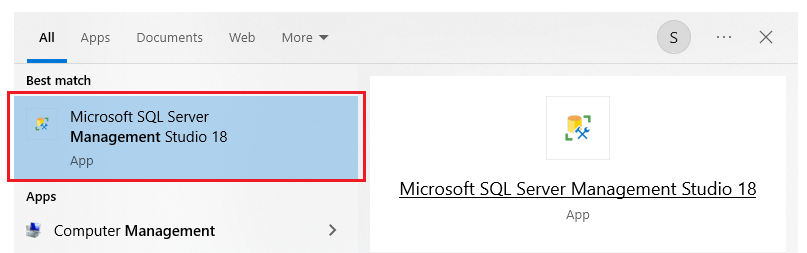 All Apps Documents Web More S ...
Best match
Microsoft SQL Server
Management Studio 18
App
Apps
Computer Management
Microsoft SQL Server Management Studio 18
App